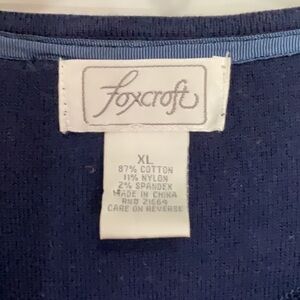 foxcroft
XL
87% COTTON
11% NYLON
2% SPANDEX
MADE IN CHINA
RN# 21664
CARE ON REVERSE